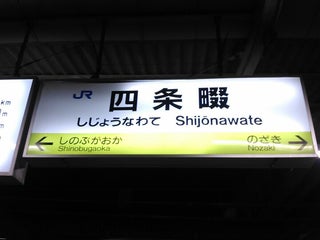 JR 四条畷
しじょうなわて Shijōnawate
← しのぶがおか のざき →
Shinobugaoka Nozaki
km